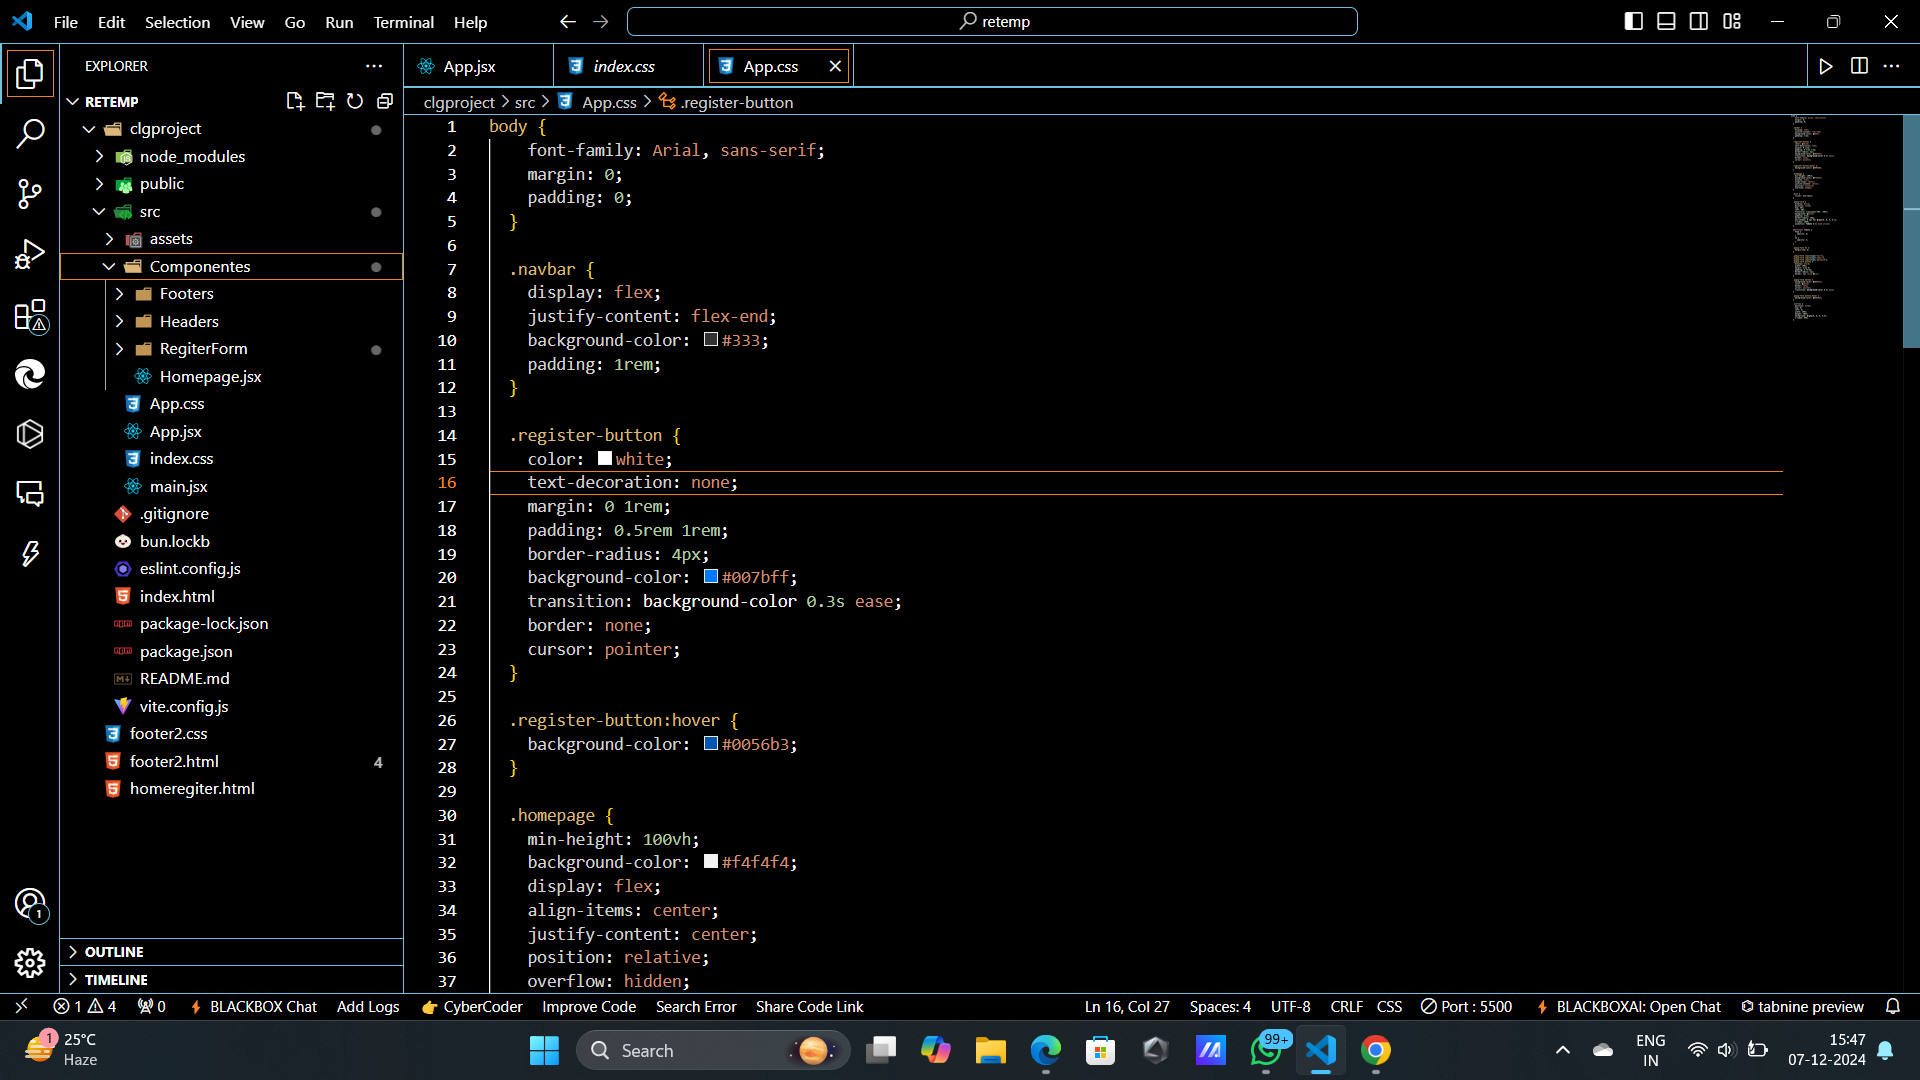 File Edit Selection View Go Run Terminal Help
retemp
EXPLORER
RETEMP
clgproject
node_modules
public
src
assets
Componentes
Footers
Headers
RegiterForm
Homepage.jsx
App.css
App.jsx
index.css
main.jsx
.gitignore
bun.lockb
eslint.config.js
index.html
package-lock.json
package.json
README.md
vite.config.js
footer2.css
footer2.html 4
homeregiter.html
OUTLINE
TIMELINE
App.jsx index.css App.css
clgproject > src > App.css > .register-button
1 body {
2 font-family: Arial, sans-serif;
3 margin: 0;
4 padding: 0;
5 }
6
7 .navbar {
8 display: flex;
9 justify-content: flex-end;
10 background-color: #333;
11 padding: 1rem;
12 }
13
14 .register-button {
15 color: white;
16 text-decoration: none;
17 margin: 0 1rem;
18 padding: 0.5rem 1rem;
19 border-radius: 4px;
20 background-color: #007bff;
21 transition: background-color 0.3s ease;
22 border: none;
23 cursor: pointer;
24 }
25
26 .register-button:hover {
27 background-color: #0056b3;
28 }
29
30 .homepage {
31 min-height: 100vh;
32 background-color: #f4f4f4;
33 display: flex;
34 align-items: center;
35 justify-content: center;
36 position: relative;
37 overflow: hidden;
1
1 4 0 BLACKBOX Chat Add Logs CyberCoder Improve Code Search Error Share Code Link Ln 16, Col 27 Spaces: 4 UTF-8 CRLF CSS Port : 5500 BLACKBOXAI: Open Chat tabnine preview
1
25°C
Haze
Search
99+
ENG
IN
15:47
07-12-2024